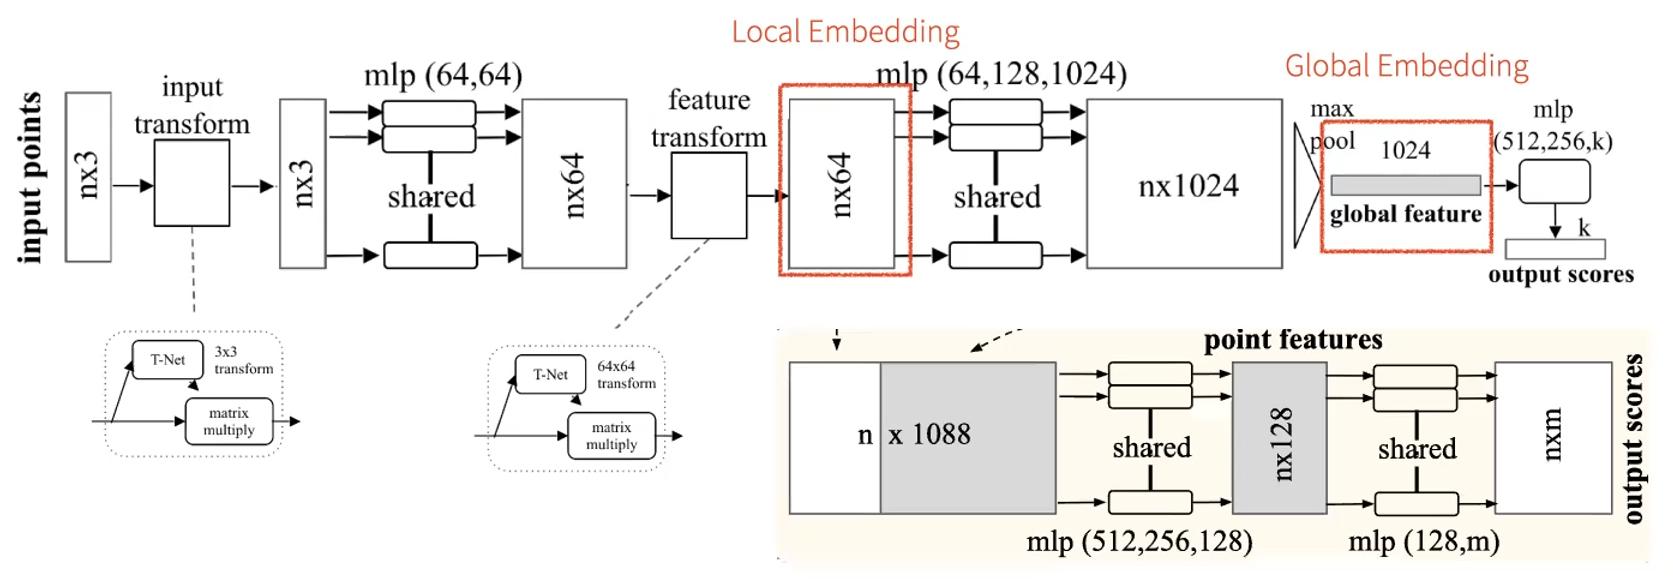 Local Embedding
Global Embedding
input points
nx3
input
transform
nx3
mlp (64,64)
shared
nx64
feature
transform
nx64
mlp (64,128,1024)
shared
nx1024
max
pool
1024
global feature
mlp
(512,256,k)
k
output scores
T-Net
3x3
transform
matrix
multiply
T-Net
64x64
transform
matrix
multiply
point features
n x 1088
shared
mlp (512,256,128)
nx128
shared
mlp (128,m)
nxm
output scores